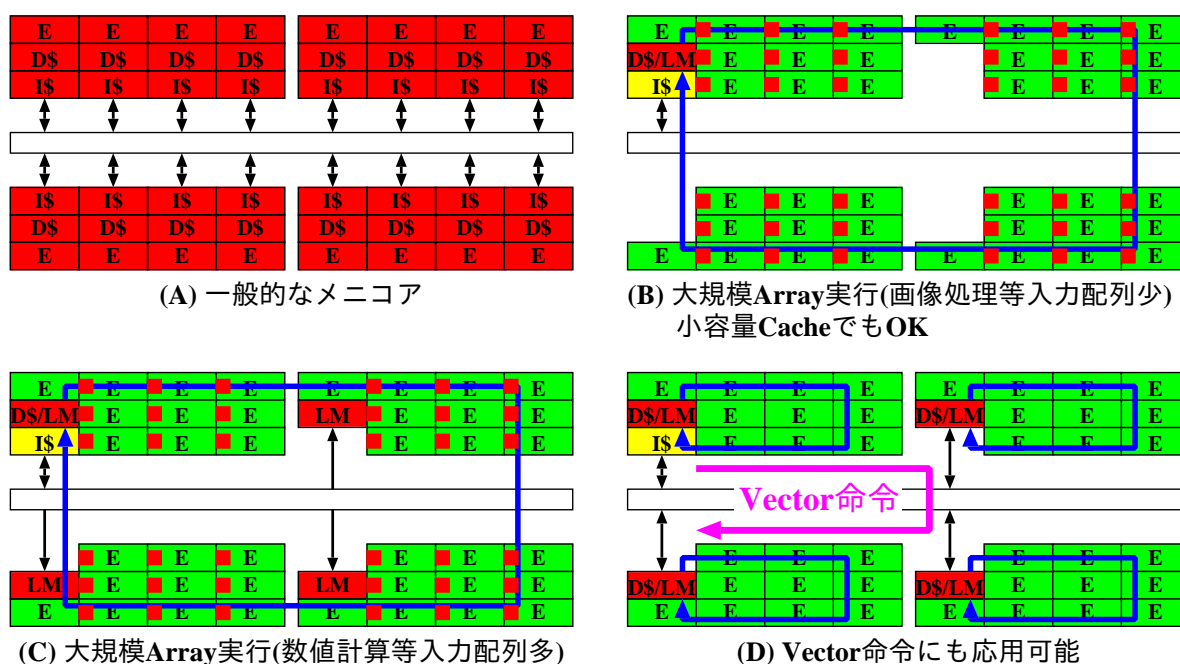 E E E E E E E E
D$ D$ D$ D$ D$ D$ D$ D$
I$ I$ I$ I$ I$ I$ I$ I$
I$ I$ I$ I$ I$ I$ I$ I$
D$ D$ D$ D$ D$ D$ D$ D$
E E E E E E E E
(A) 一般的なメニコア
E E E E E E E E
D$/LM E E E E E E
I$ E E E E E E
E E E E E E
E E E E E E
E E E E E E E E
(B) 大規模Array実行(画像処理等入力配列少)
小容量CacheでもOK
E E E E E E E E
D$/LM E E E LM E E E
I$ E E E E E E
E E E E E E
LM E E E LM E E E
E E E E E E E E
(C) 大規模Array実行(数値計算等入力配列多)
E E E E E E E E
D$/LM E E E D$/LM E E E
I$ E E E E E E
Vector命令
E E E E E E
D$/LM E E E D$/LM E E E
E E E E E E E E
(D) Vector命令にも応用可能